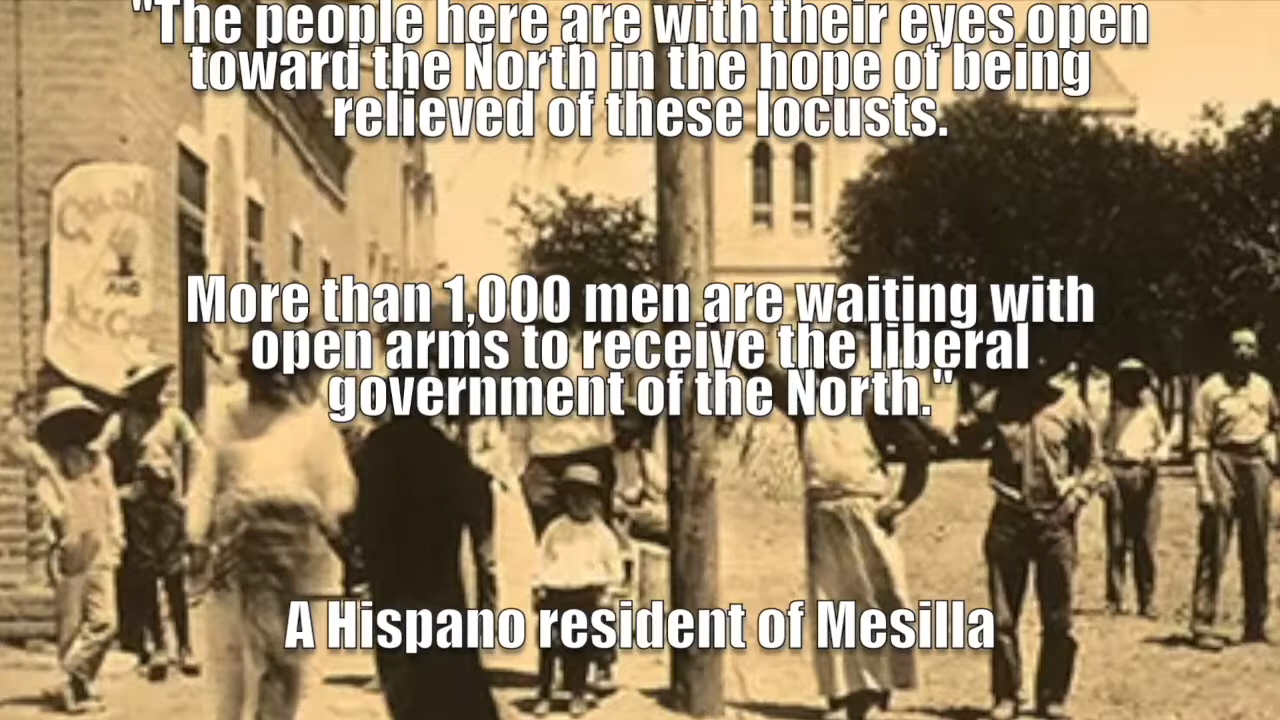 "The people here are with their eyes open
toward the North in the hope of being
relieved of these locusts.
More than 1,000 men are waiting with
open arms to receive the liberal
government of the North."
A Hispano resident of Mesilla